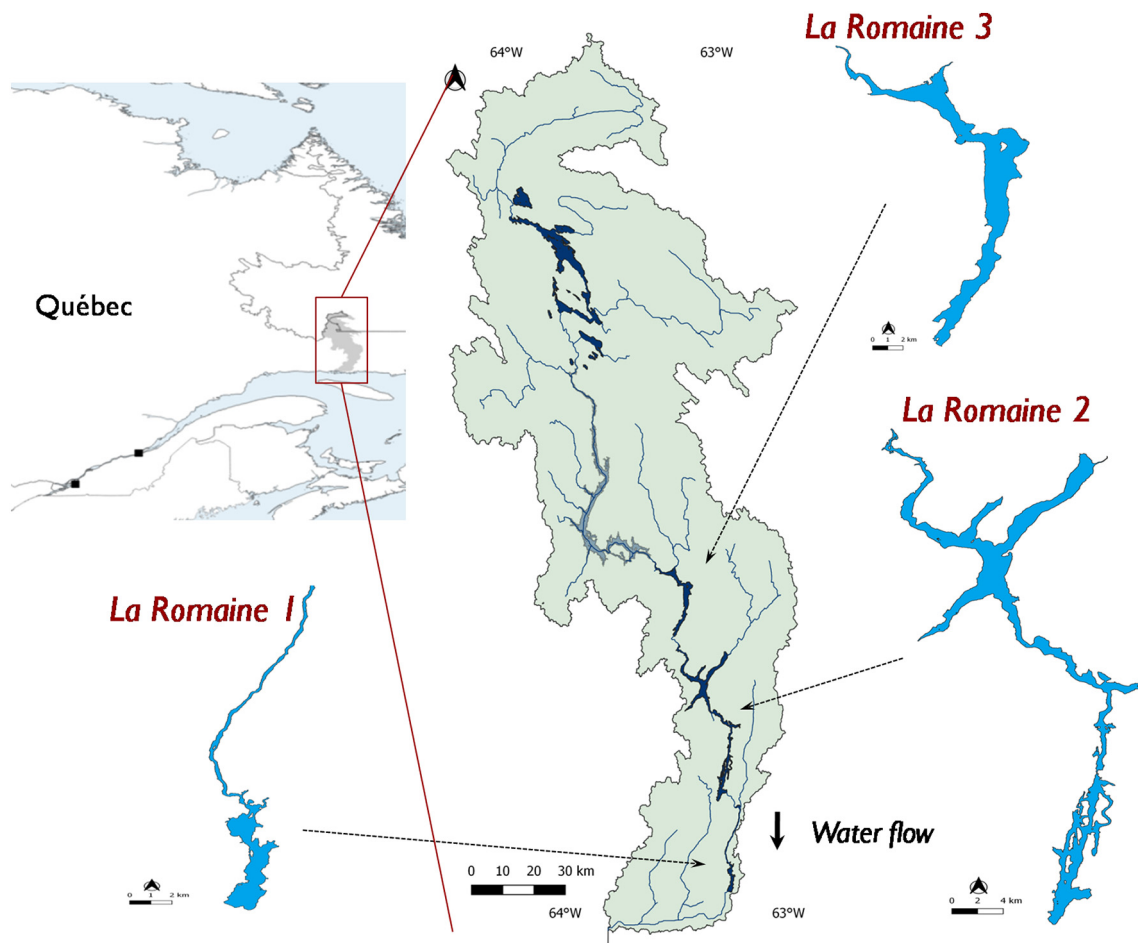 La Romaine 3
64°W
63°W
0 1 2 km
Québec
La Romaine 2
0 2 4 km
La Romaine 1
0 1 2 km
Water flow
0 10 20 30 km
64°W
63°W